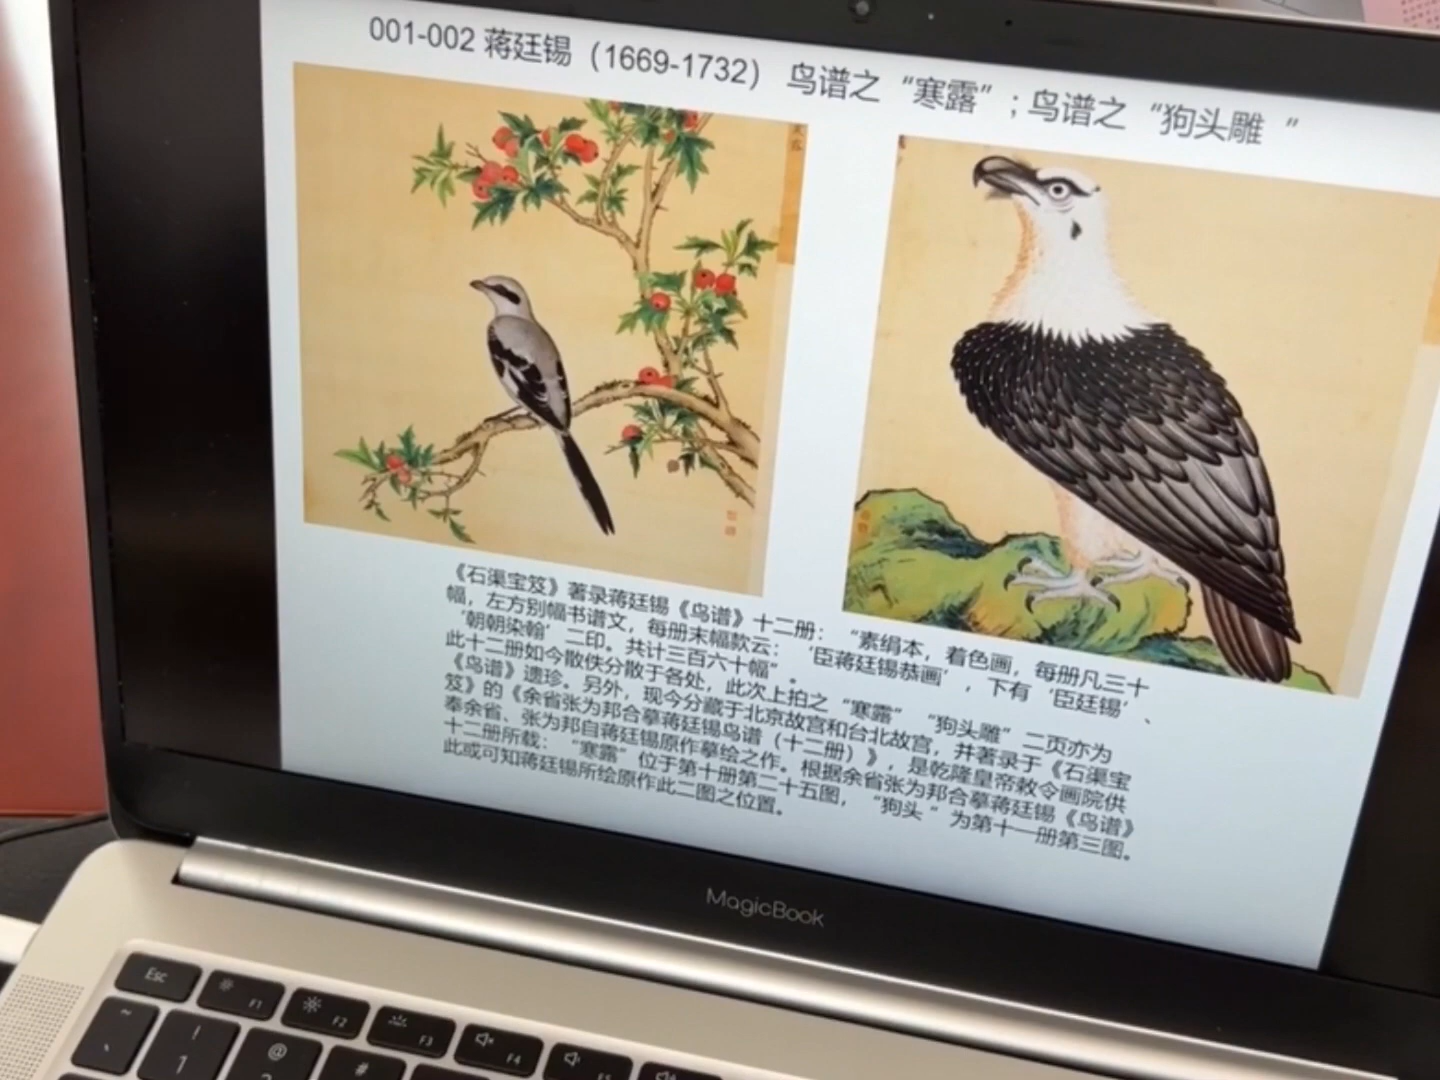 001-002 蒋廷锡（1669-1732） 鸟谱之“寒露”；鸟谱之“狗头雕 ”
《石渠宝笈》著录蒋廷锡《鸟谱》十二册：“素绢本，着色画，每册凡三十
幅，左方别幅书谱文，每册末幅款云：‘臣蒋廷锡恭画’，下有‘臣廷锡’、
‘朝朝染翰’二印。共计三百六十幅”。
此十二册如今散佚分散于各处，此次上拍之“寒露”“狗头雕”二页亦为
《鸟谱》遗珍。另外，现今分藏于北京故宫和台北故宫，并著录于《石渠宝
笈》的《余省张为邦合摹蒋廷锡鸟谱（十二册）》，是乾隆皇帝敕令画院供
奉余省、张为邦自蒋廷锡原作摹绘之作。根据余省张为邦合摹蒋廷锡《鸟谱》
十二册所载：“寒露”位于第十册第二十五图，“狗头 “为第十一册第三图。
此或可知蒋廷锡所绘原作此二图之位置。
MagicBook
Esc F1 F2 F3 F4
~ ! @ #
、 1